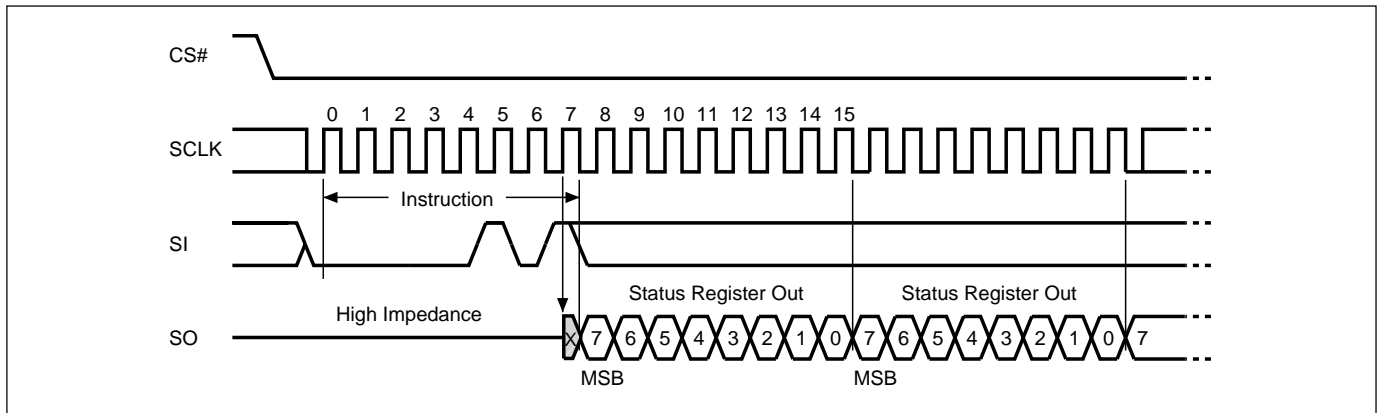 CS#
0 1 2 3 4 5 6 7 8 9 10 11 12 13 14 15
SCLK
Instruction
SI
High Impedance
Status Register Out Status Register Out
SO
X 7 6 5 4 3 2 1 0 7 6 5 4 3 2 1 0 7
MSB MSB